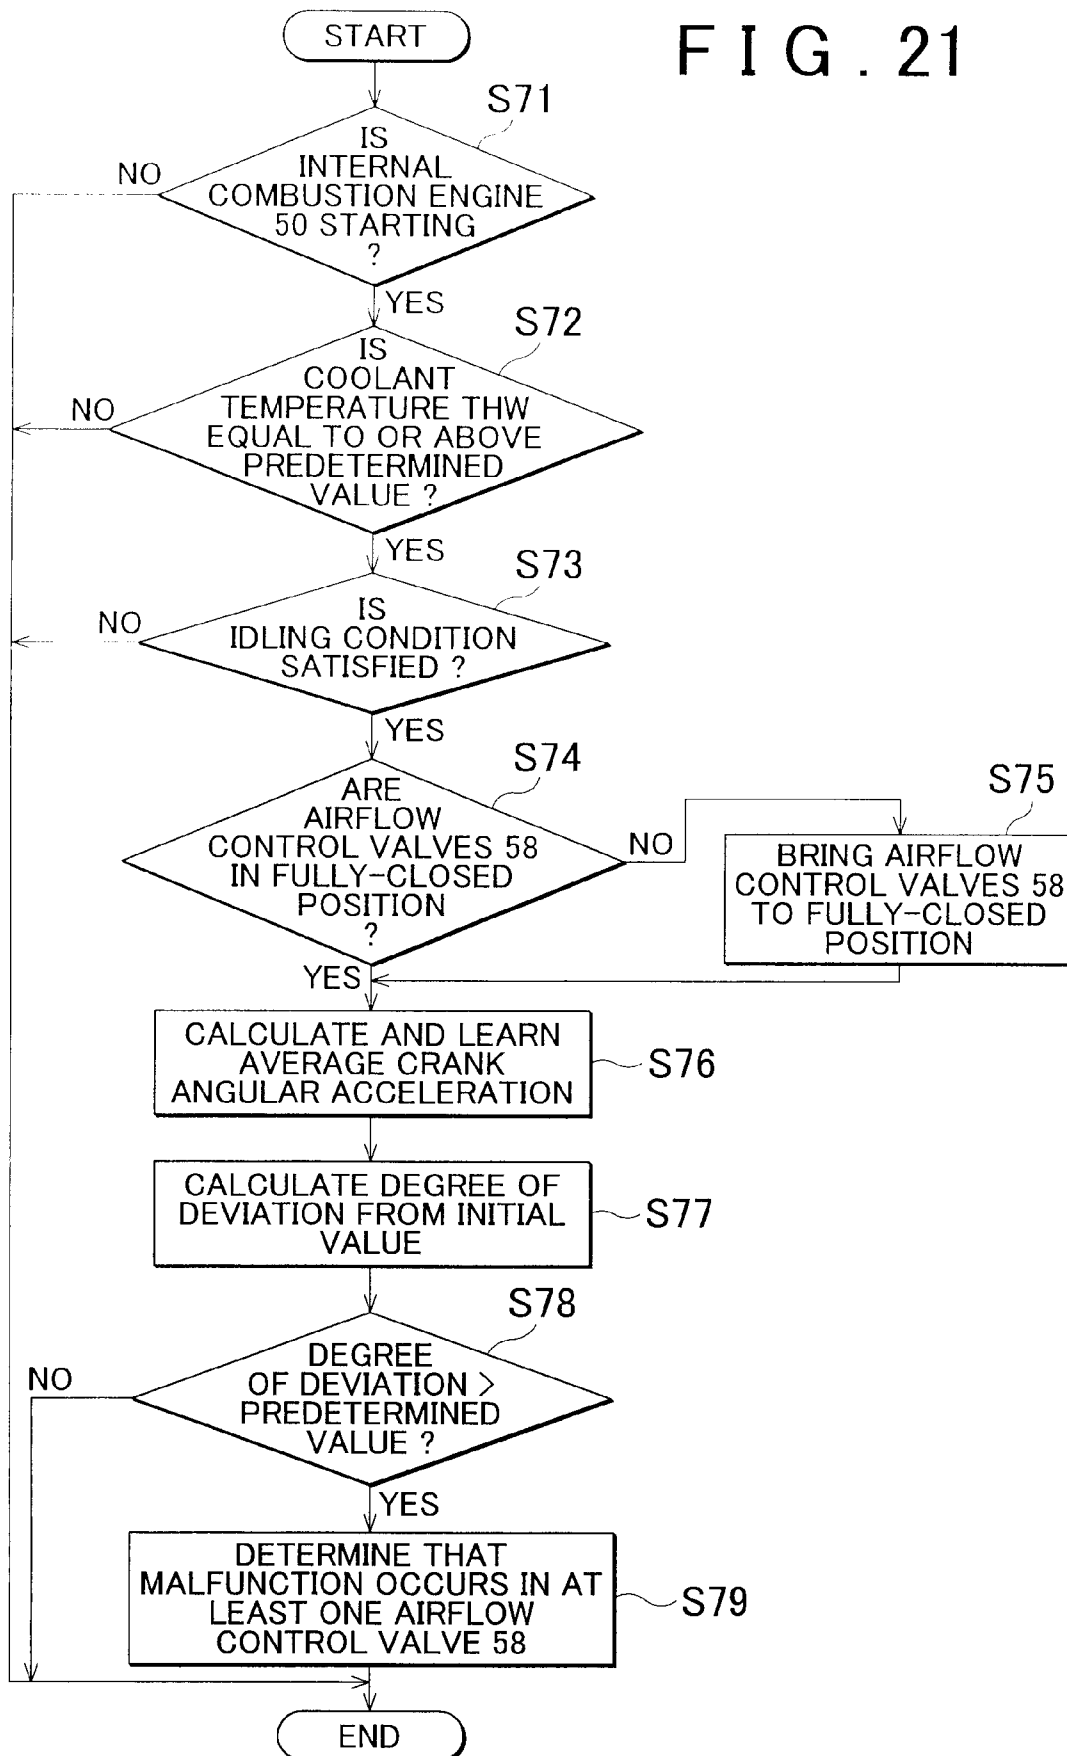 START
FIG. 21
S71
IS
INTERNAL
COMBUSTION ENGINE
50 STARTING
?
NO
YES
S72
IS
COOLANT
TEMPERATURE THW
EQUAL TO OR ABOVE
PREDETERMINED
VALUE ?
NO
YES
S73
IS
IDLING CONDITION
SATISFIED ?
NO
YES
S74
ARE
AIRFLOW
CONTROL VALVES 58
IN FULLY-CLOSED
POSITION
?
NO
S75
BRING AIRFLOW
CONTROL VALVES 58
TO FULLY-CLOSED
POSITION
YES
CALCULATE AND LEARN
AVERAGE CRANK
ANGULAR ACCELERATION
S76
CALCULATE DEGREE OF
DEVIATION FROM INITIAL
VALUE
S77
S78
DEGREE
OF DEVIATION >
PREDETERMINED
VALUE ?
NO
YES
DETERMINE THAT
MALFUNCTION OCCURS IN AT
LEAST ONE AIRFLOW
CONTROL VALVE 58
S79
END